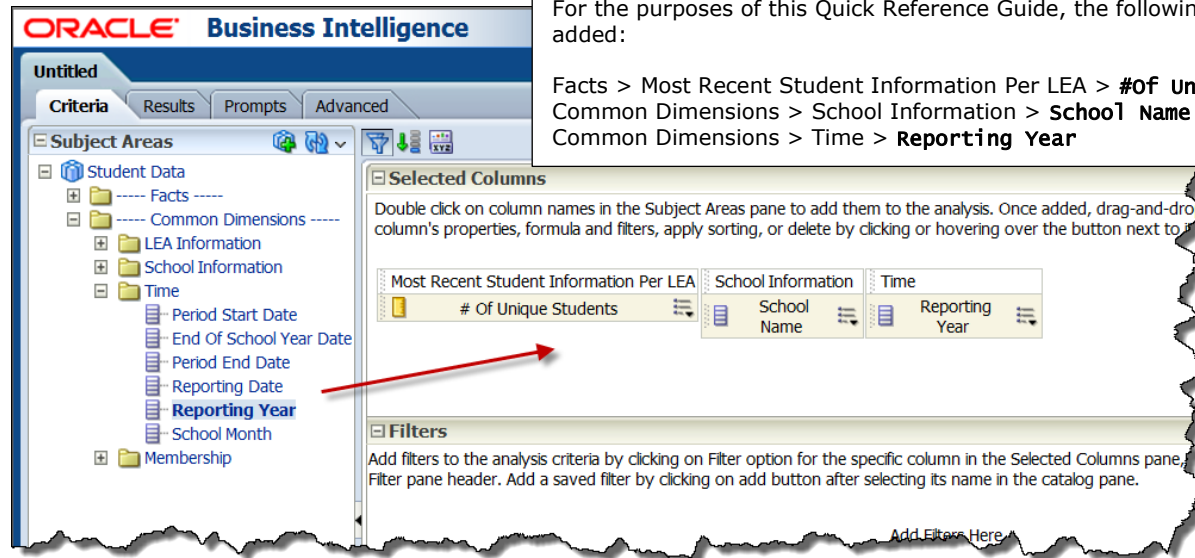 ORACLE Business Intelligence
For the purposes of this Quick Reference Guide, the
added:
Facts > Most Recent Student Information Per LEA > #Of
Common Dimensions > School Information > School Name
Common Dimensions > Time > Reporting Year
Untitled
Criteria Results Prompts Advanced
Subject Areas
Student Data
----- Facts -----
----- Common Dimensions -----
LEA Information
School Information
Time
Period Start Date
End Of School Year Date
Period End Date
Reporting Date
Reporting Year
School Month
Membership
XYZ
Selected Columns
Double click on column names in the Subject Areas pane to add them to the analysis. Once added,
column's properties, formula and filters, apply sorting, or delete by clicking or hovering over the button next to
Most Recent Student Information Per LEA School Information Time
# Of Unique Students School Name Reporting Year
Filters
Add filters to the analysis criteria by clicking on Filter option for the specific column in the Selected Columns pane,
Filter pane header. Add a saved filter by clicking on add button after selecting its name in the catalog pane.
Add Filters Here